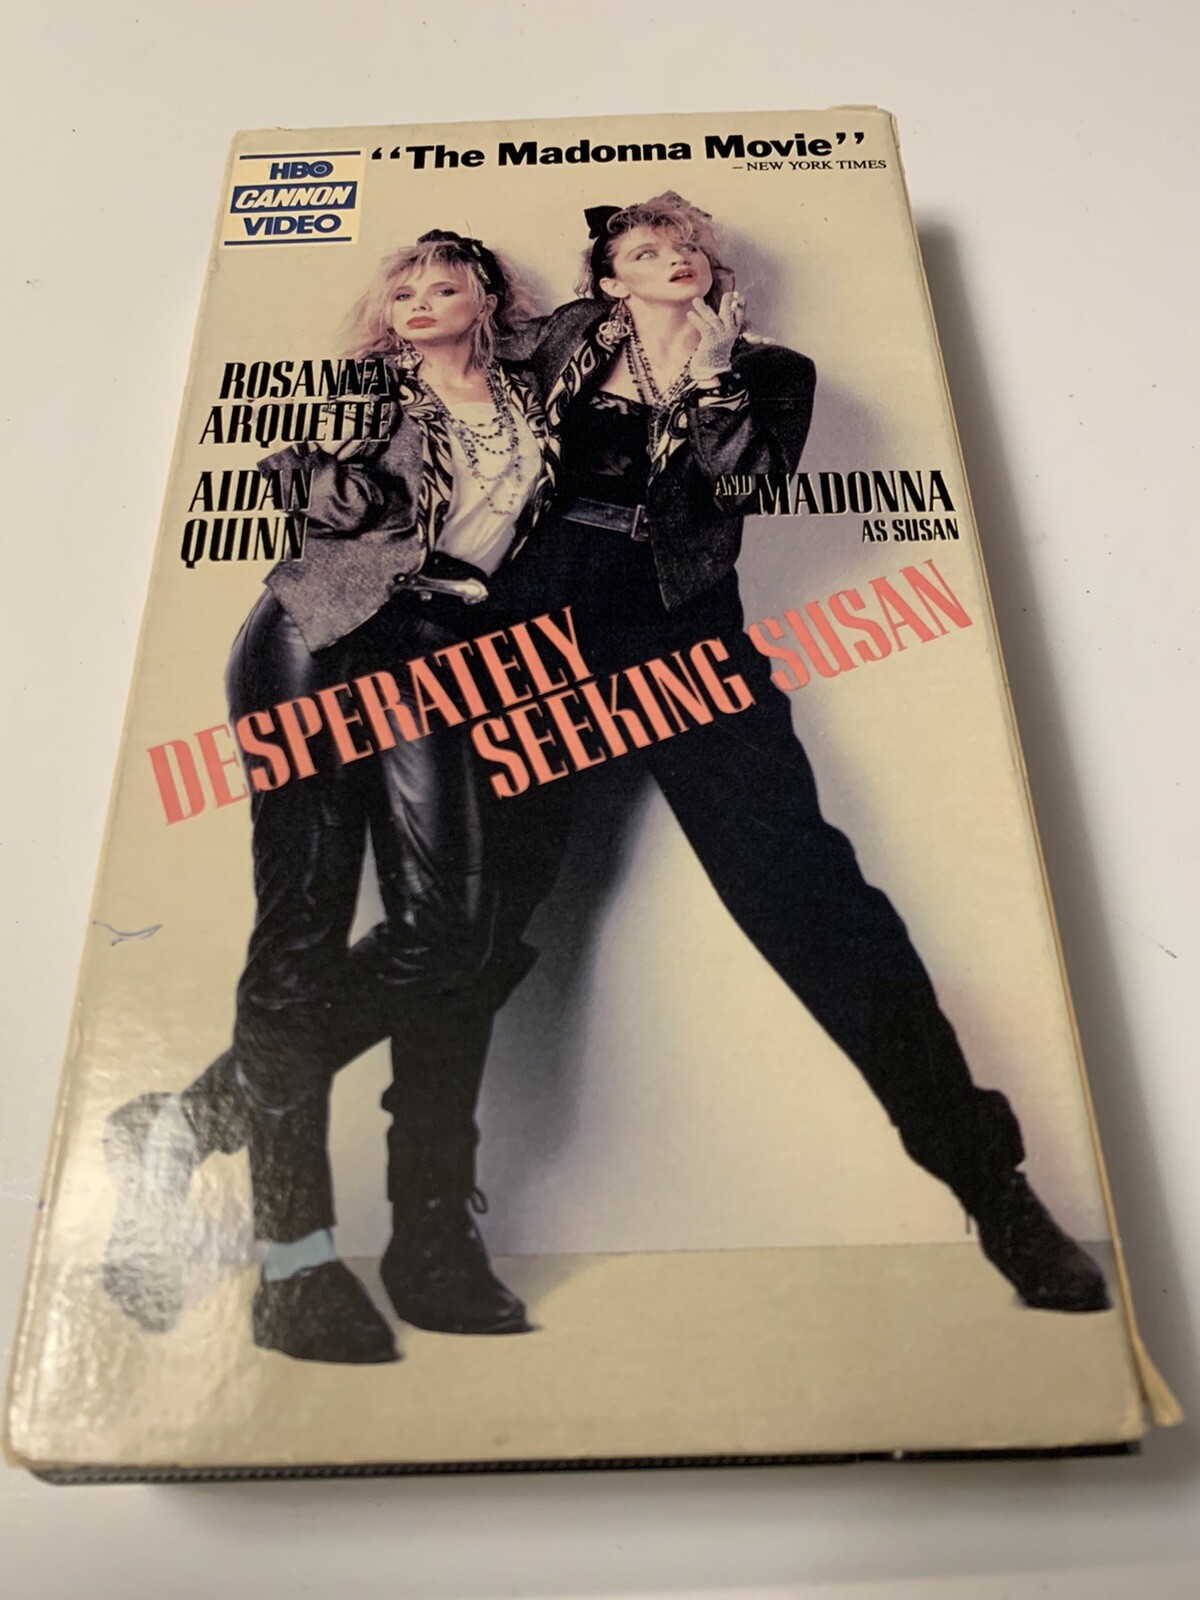 “The Madonna Movie”
– NEW YORK TIMES
HBO
CANNON
VIDEO
ROSANNA
ARQUETTE
AIDAN
QUINN
AND MADONNA
AS SUSAN
DESPERATELY
SEEKING SUSAN